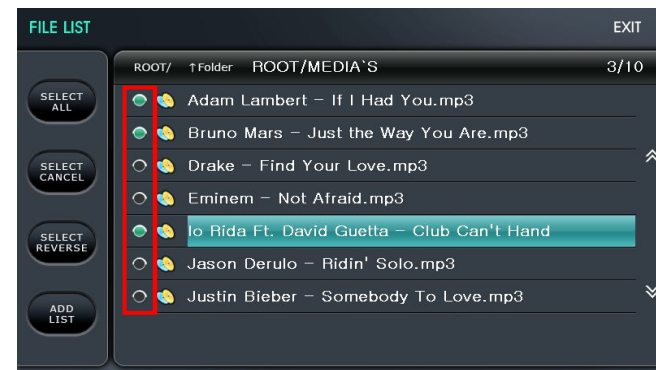 FILE LIST
EXIT
ROOT/ ↑Folder ROOT/MEDIA`S 3/10
SELECT ALL
Adam Lambert – If I Had You.mp3
Bruno Mars – Just the Way You Are.mp3
SELECT CANCEL
Drake – Find Your Love.mp3
Eminem – Not Afraid.mp3
SELECT REVERSE
lo Rida Ft. David Guetta – Club Can't Hand
Jason Derulo – Ridin' Solo.mp3
ADD LIST
Justin Bieber – Somebody To Love.mp3